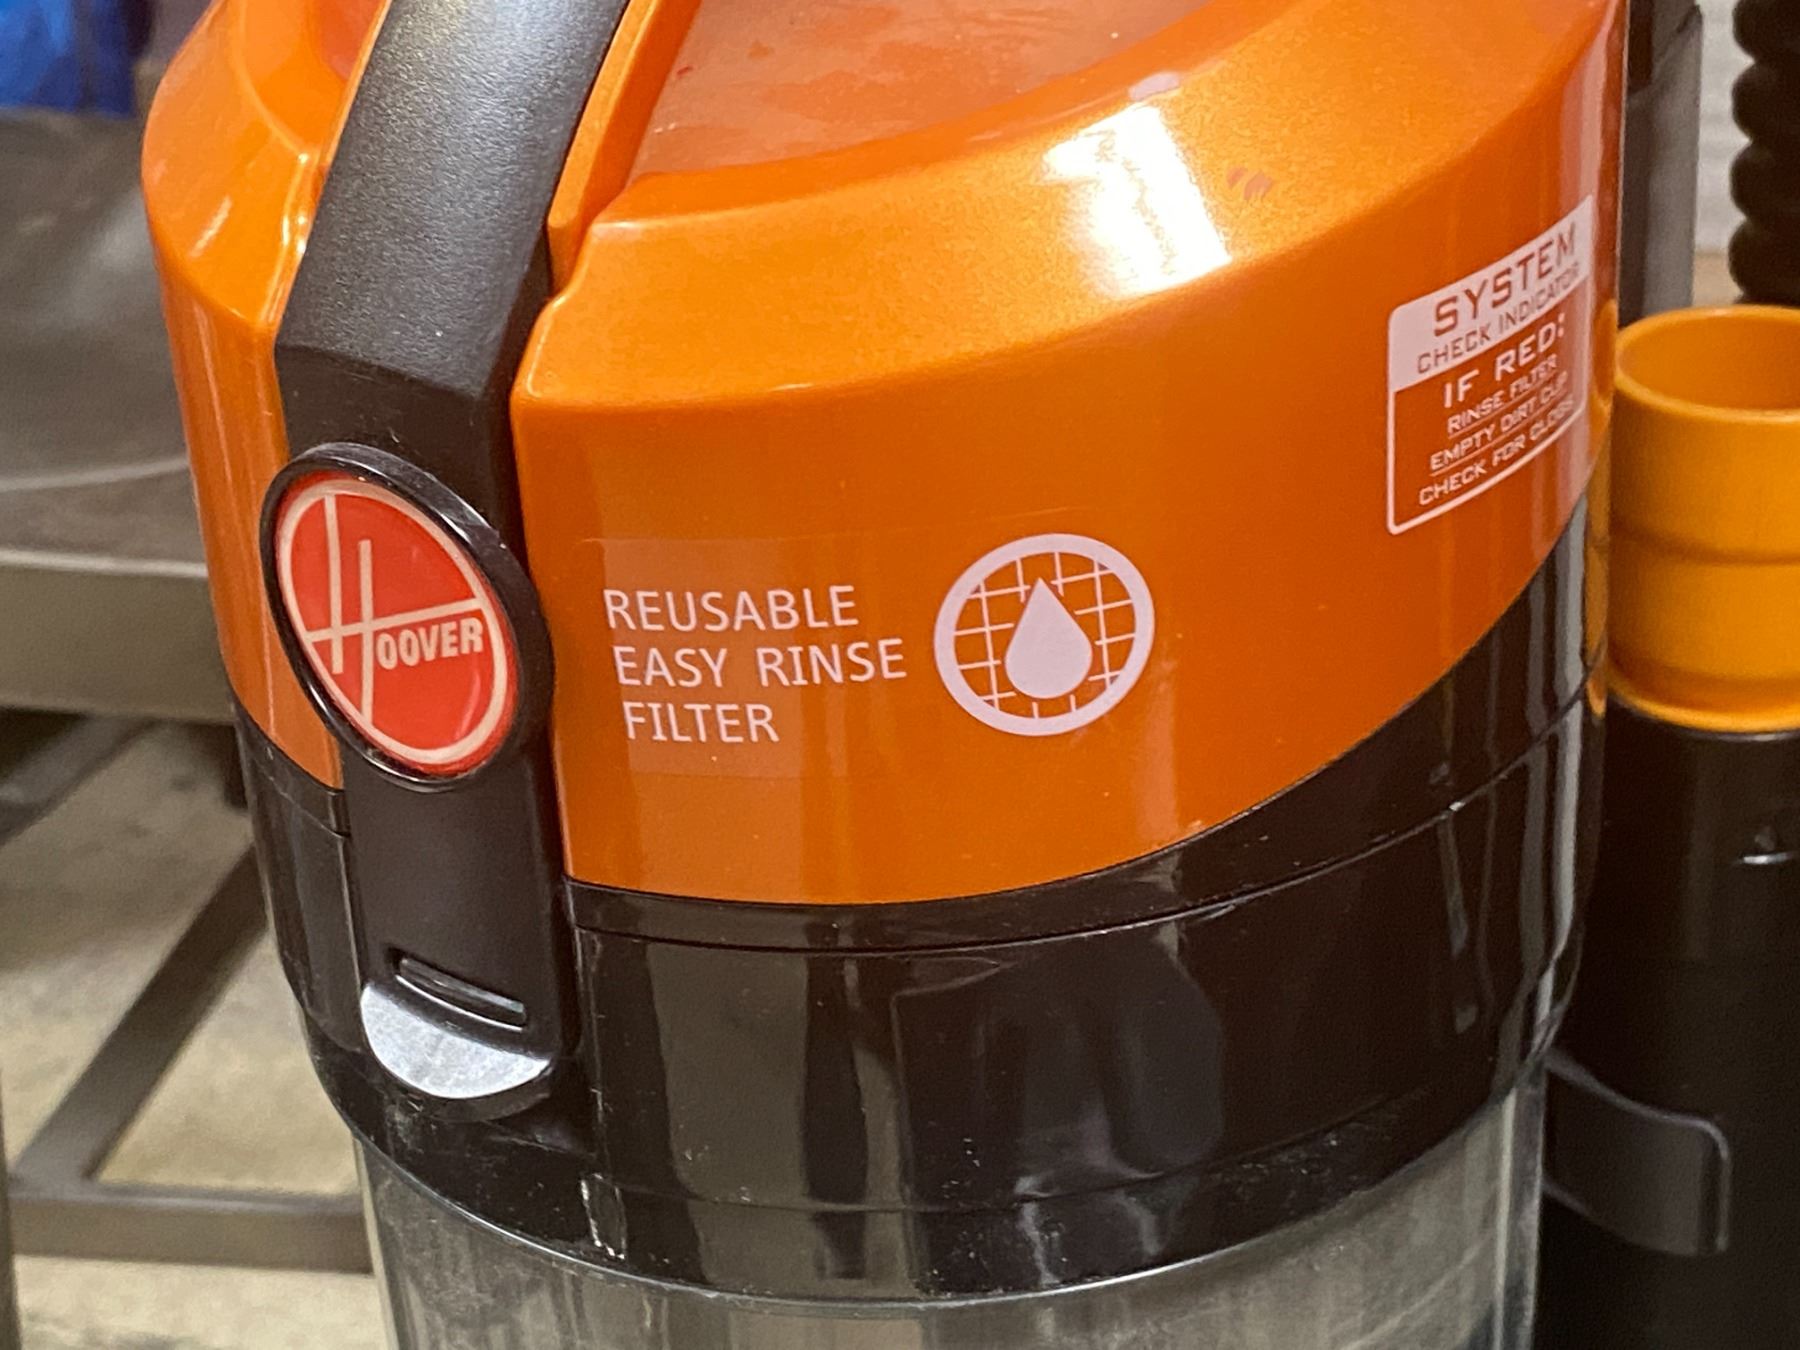 HOOVER
REUSABLE
EASY RINSE
FILTER
SYSTEM
CHECK INDICATOR
IF RED:
RINSE FILTER
EMPTY DIRT CUP
CHECK FOR CLOGS